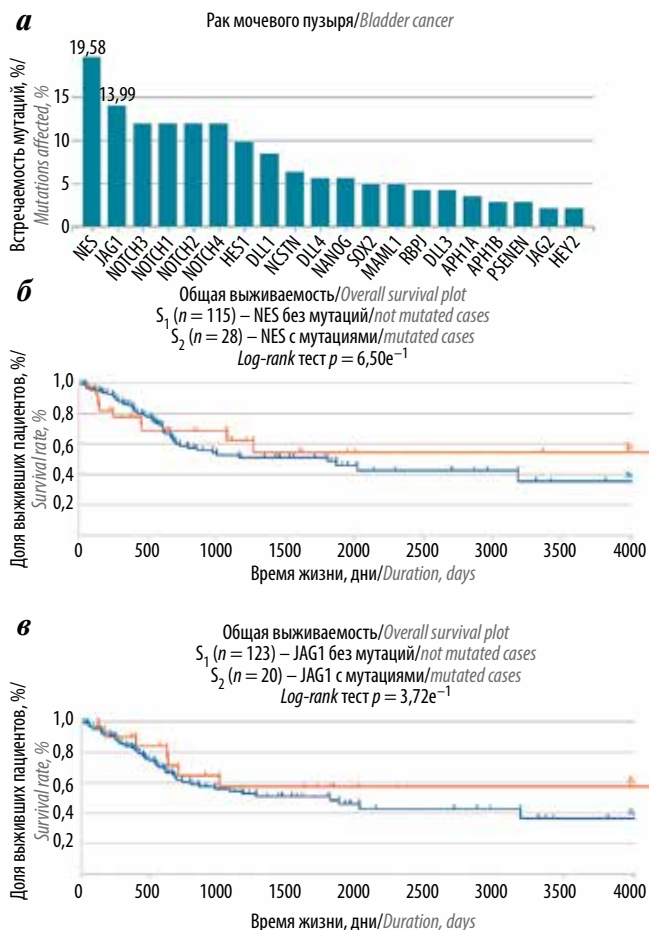 а
Рак мочевого пузыря/Bladder cancer
Встречаемость мутаций, %/
Mutations affected, %
19,58
13,99
15
10
5
0
NES
JAG1
NOTCH3
NOTCH1
NOTCH2
NOTCH4
HES1
DLL1
NCSTN
DLL4
NANOG
SOX2
MAML1
RBPJ
DLL3
APH1A
APH1B
PSENEN
JAG2
HEY2
б
Общая выживаемость/Overall survival plot
S1 (n = 115) – NES без мутаций/not mutated cases
S2 (n = 28) – NES с мутациями/mutated cases
Log-rank тест p = 6,50e−1
Доля выживших пациентов, %/
Survival rate, %
1,0
0,8
0,6
0,4
0,2
0 500 1000 1500 2000 2500 3000 3500 4000
Время жизни, дни/Duration, days
в
Общая выживаемость/Overall survival plot
S1 (n = 123) – JAG1 без мутаций/not mutated cases
S2 (n = 20) – JAG1 с мутациями/mutated cases
Log-rank тест p = 3,72e−1
Доля выживших пациентов, %/
Survival rate, %
1,0
0,8
0,6
0,4
0,2
0 500 1000 1500 2000 2500 3000 3500 4000
Время жизни, дни/Duration, days